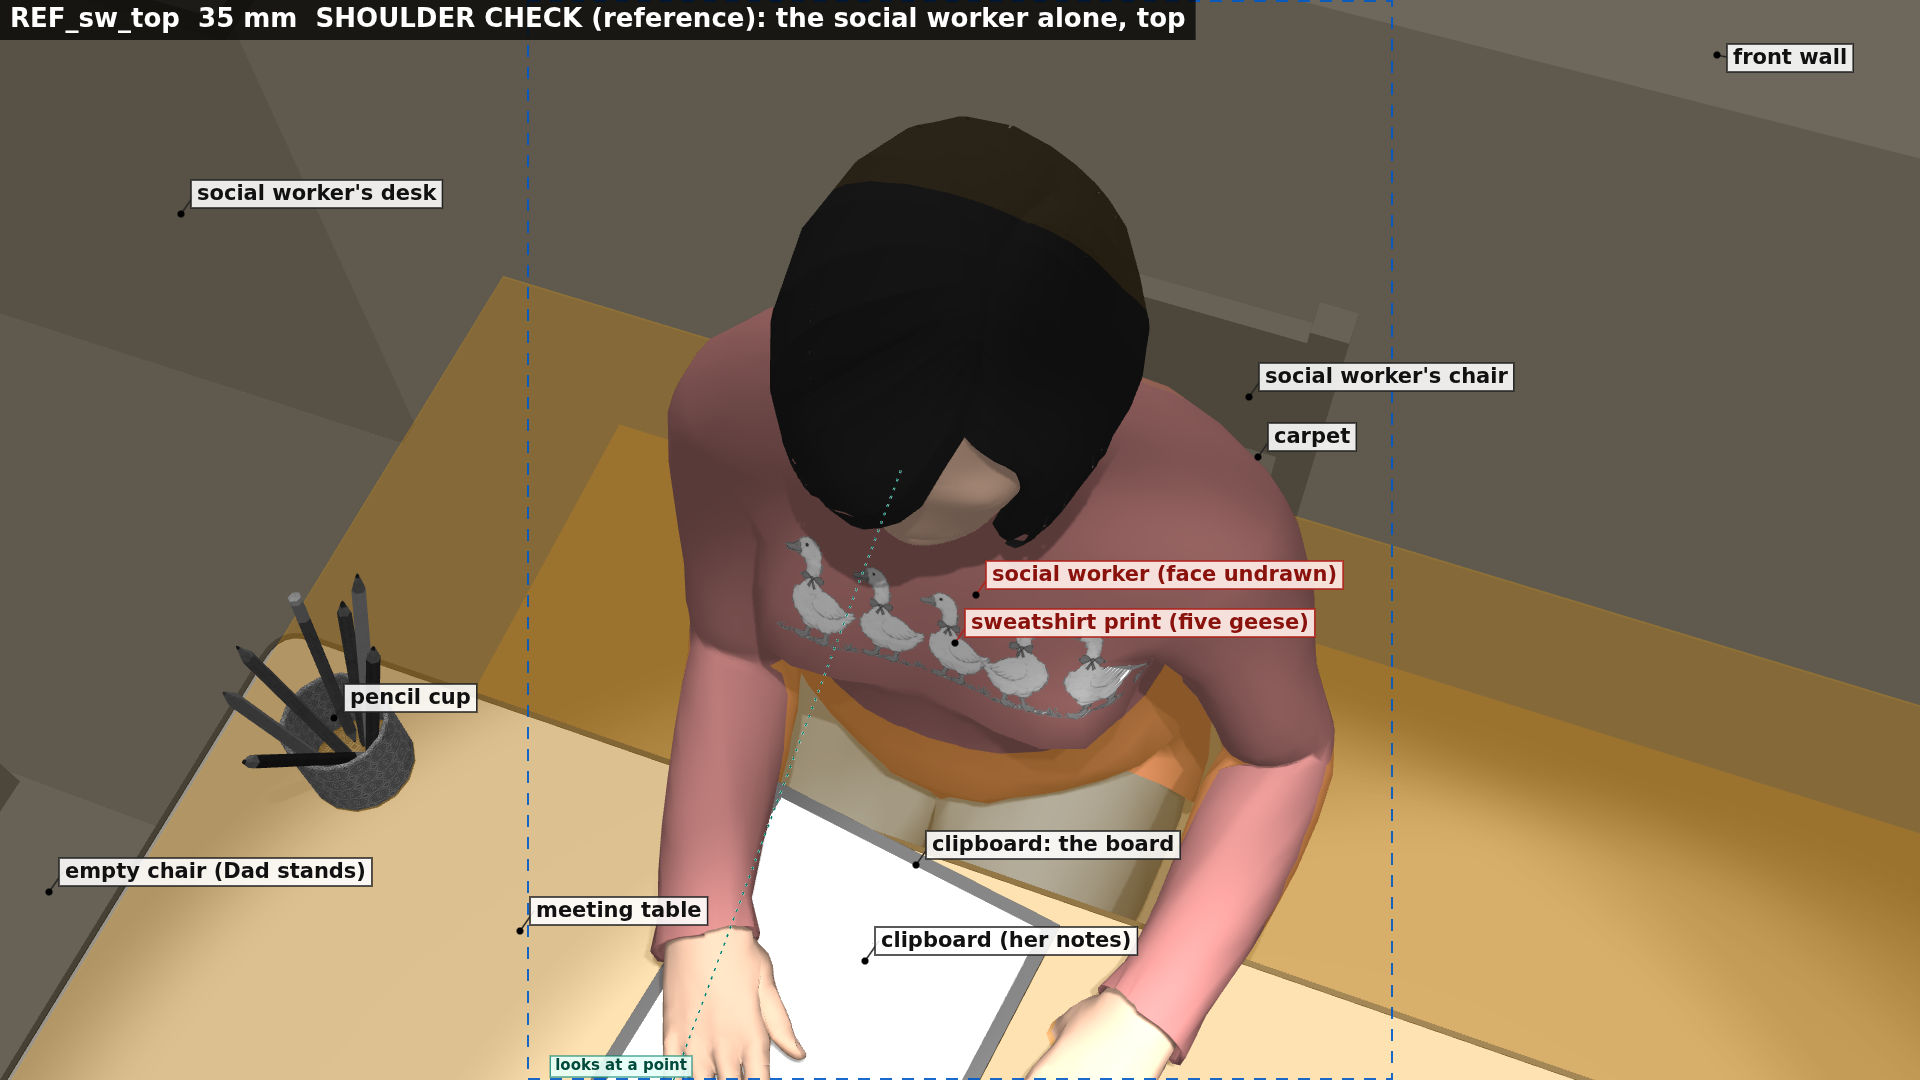 REF_sw_top  35 mm  SHOULDER CHECK (reference): the social worker alone, top
front wall
social worker's desk
social worker's chair
carpet
social worker (face undrawn)
sweatshirt print (five geese)
pencil cup
clipboard: the board
empty chair (Dad stands)
meeting table
clipboard (her notes)
looks at a point